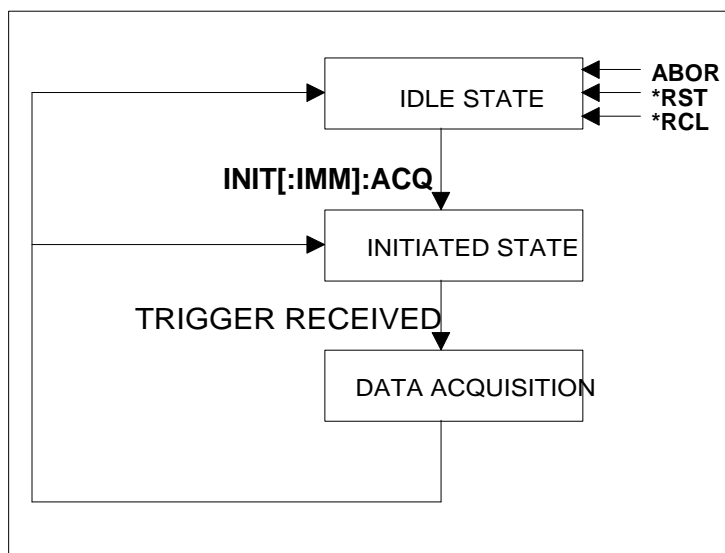 IDLE STATE
ABOR
*RST
*RCL
INIT[:IMM]:ACQ
INITIATED STATE
TRIGGER RECEIVED
DATA ACQUISITION